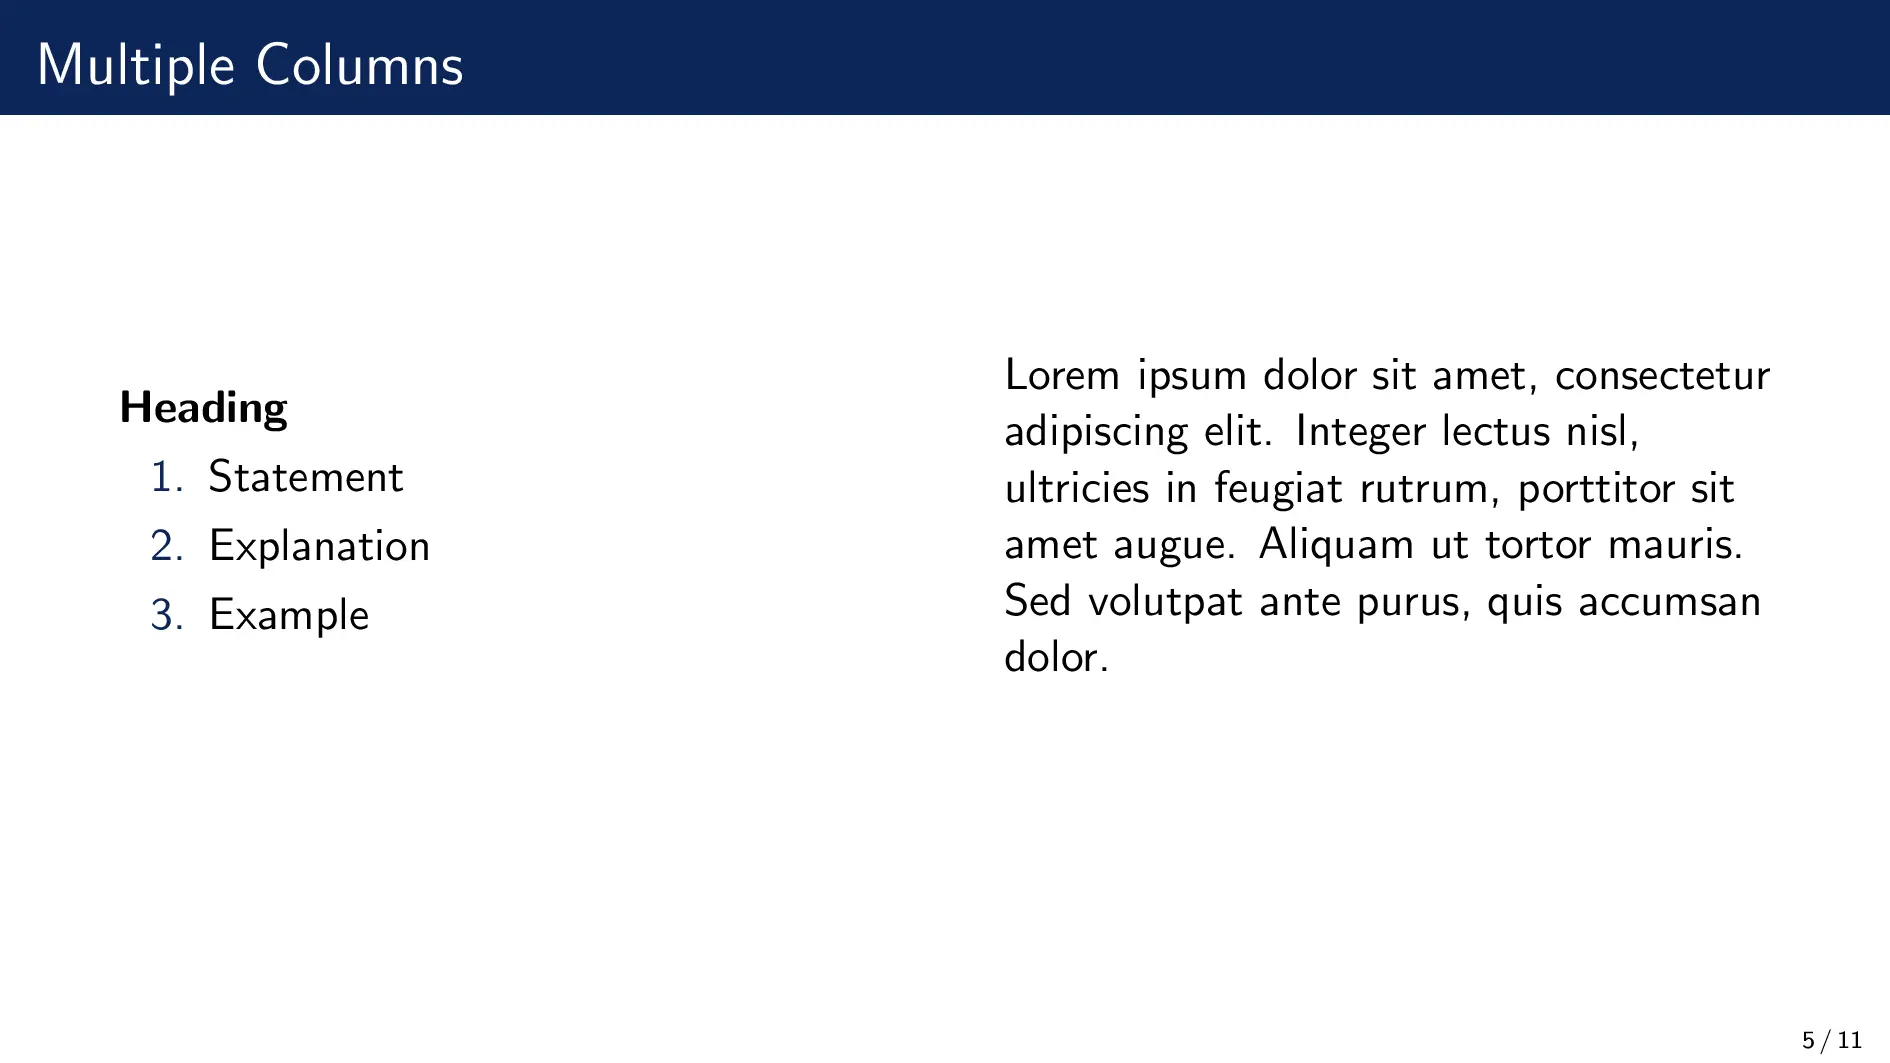 Multiple Columns
Heading
1. Statement
2. Explanation
3. Example
Lorem ipsum dolor sit amet, consectetur
adipiscing elit. Integer lectus nisl,
ultricies in feugiat rutrum, porttitor sit
amet augue. Aliquam ut tortor mauris.
Sed volutpat ante purus, quis accumsan
dolor.
5 / 11